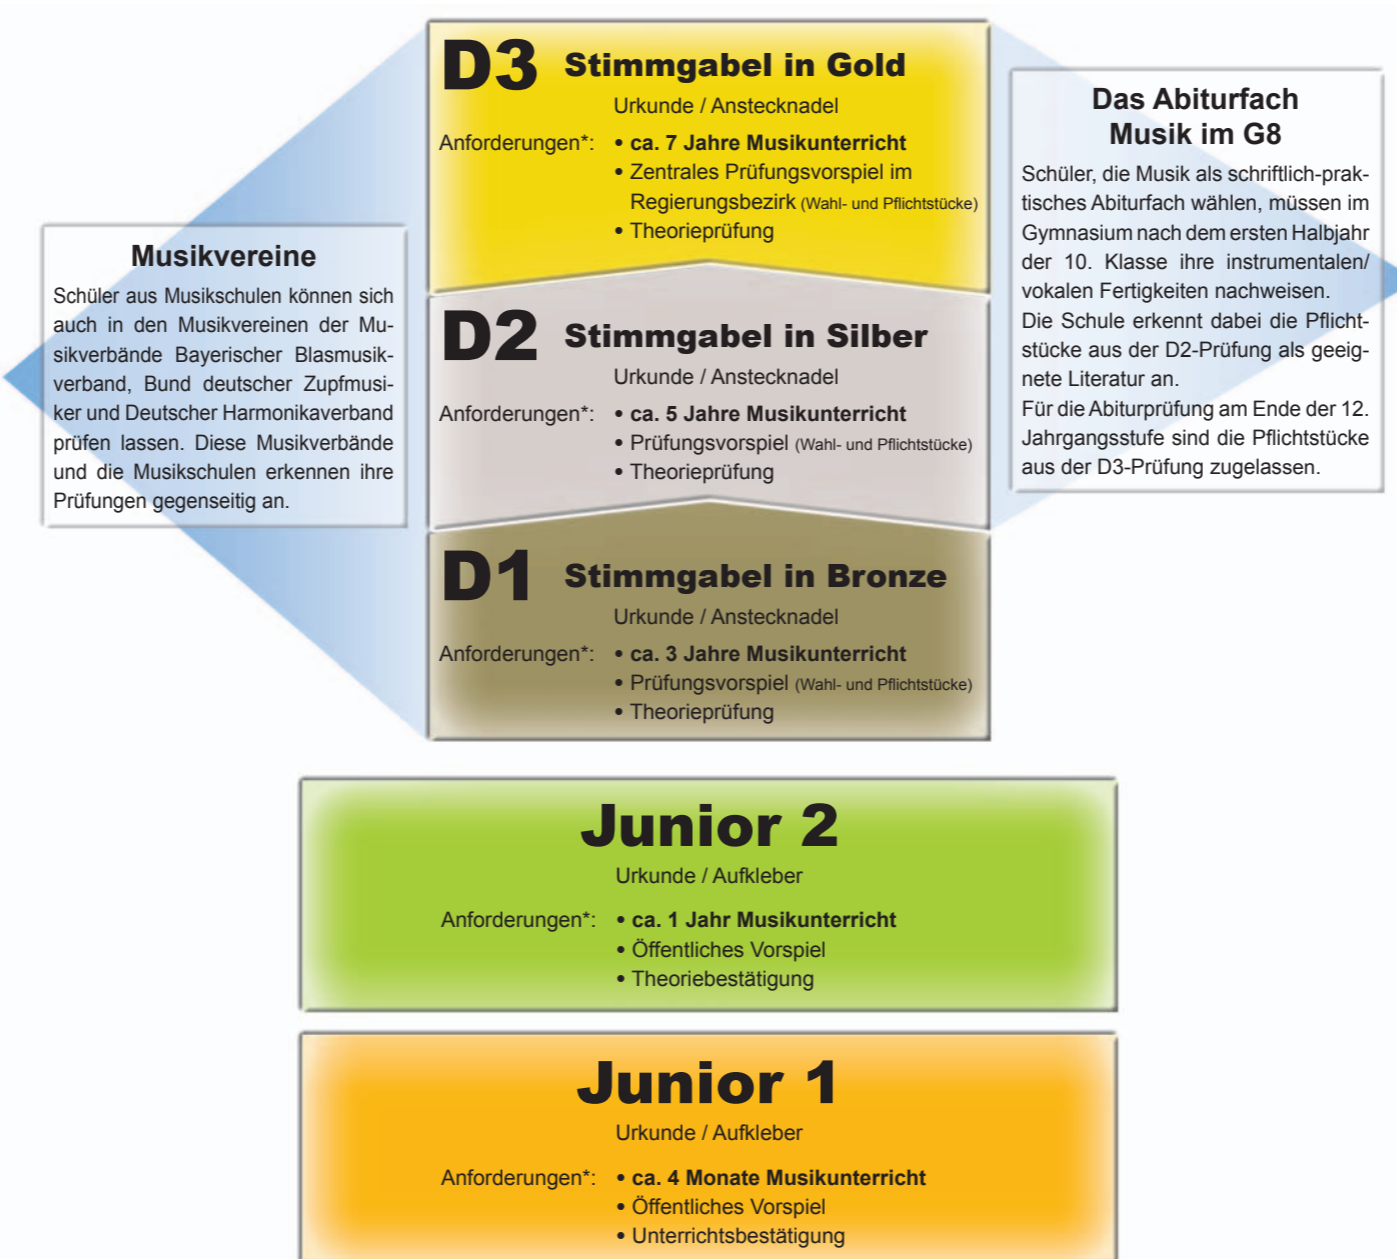 D3 Stimmgabel in Gold
Urkunde / Anstecknadel
Anforderungen*: • ca. 7 Jahre Musikunterricht
• Zentrales Prüfungsvorspiel im
Regierungsbezirk (Wahl- und Pflichtstücke)
• Theorieprüfung
Musikvereine
Schüler aus Musikschulen können sich
auch in den Musikvereinen der Mu-
sikverbände Bayerischer Blasmusik-
verband, Bund deutscher Zupfmusi-
ker und Deutscher Harmonikaverband
prüfen lassen. Diese Musikverbände
und die Musikschulen erkennen ihre
Prüfungen gegenseitig an.
Das Abiturfach
Musik im G8
Schüler, die Musik als schriftlich-prak-
tisches Abiturfach wählen, müssen im
Gymnasium nach dem ersten Halbjahr
der 10. Klasse ihre instrumentalen/
vokalen Fertigkeiten nachweisen.
Die Schule erkennt dabei die Pflicht-
stücke aus der D2-Prüfung als geeig-
nete Literatur an.
Für die Abiturprüfung am Ende der 12.
Jahrgangsstufe sind die Pflichtstücke
aus der D3-Prüfung zugelassen.
D2 Stimmgabel in Silber
Urkunde / Anstecknadel
Anforderungen*: • ca. 5 Jahre Musikunterricht
• Prüfungsvorspiel (Wahl- und Pflichtstücke)
• Theorieprüfung
D1 Stimmgabel in Bronze
Urkunde / Anstecknadel
Anforderungen*: • ca. 3 Jahre Musikunterricht
• Prüfungsvorspiel (Wahl- und Pflichtstücke)
• Theorieprüfung
Junior 2
Urkunde / Aufkleber
Anforderungen*: • ca. 1 Jahr Musikunterricht
• Öffentliches Vorspiel
• Theoriebestätigung
Junior 1
Urkunde / Aufkleber
Anforderungen*: • ca. 4 Monate Musikunterricht
• Öffentliches Vorspiel
• Unterrichtsbestätigung